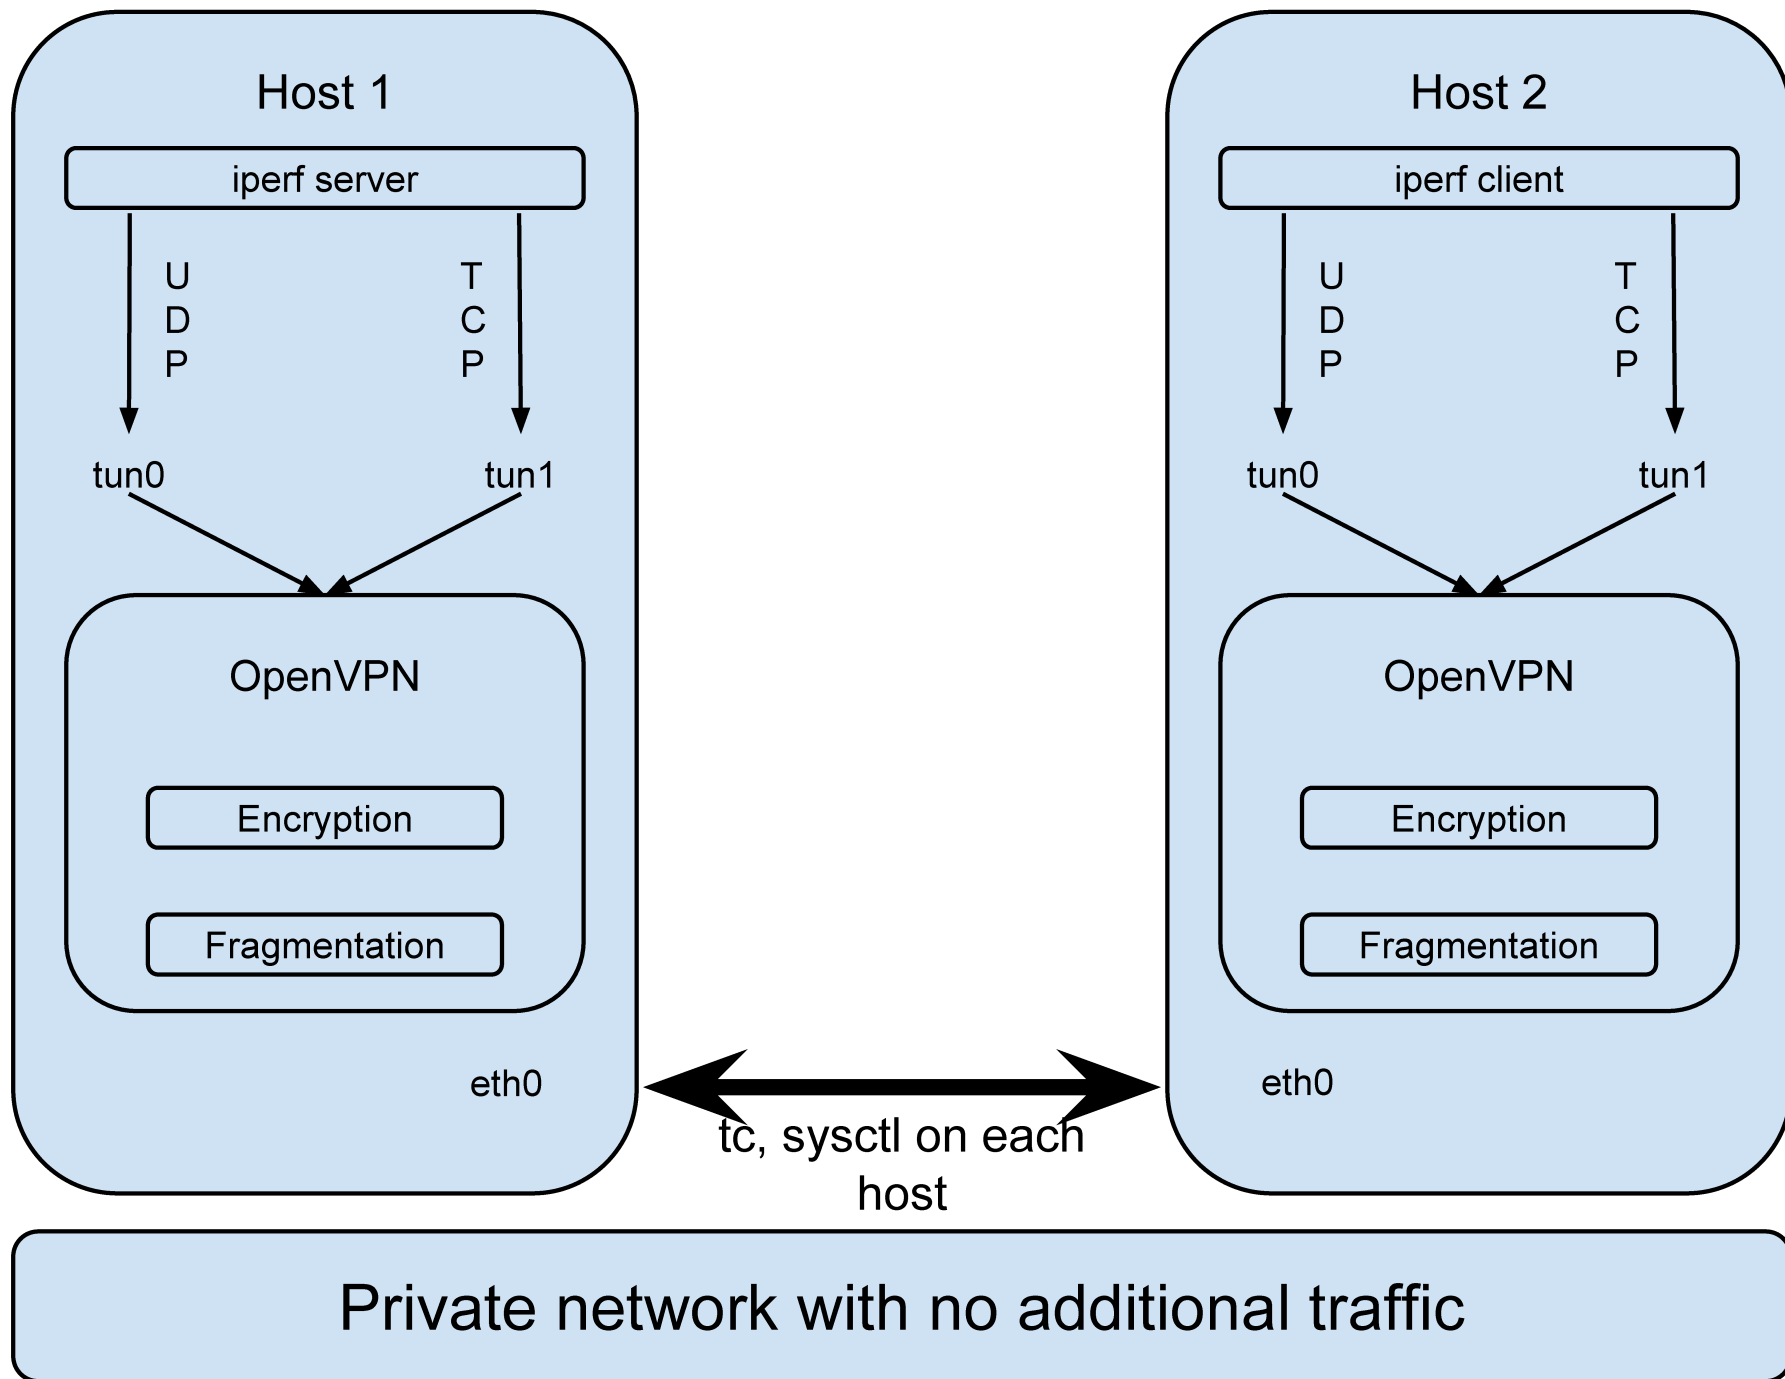 Host 1
iperf server
U
D
P
T
C
P
tun0
tun1
OpenVPN
Encryption
Fragmentation
eth0
Host 2
iperf client
U
D
P
T
C
P
tun0
tun1
OpenVPN
Encryption
Fragmentation
eth0
tc, sysctl on each
host
Private network with no additional traffic